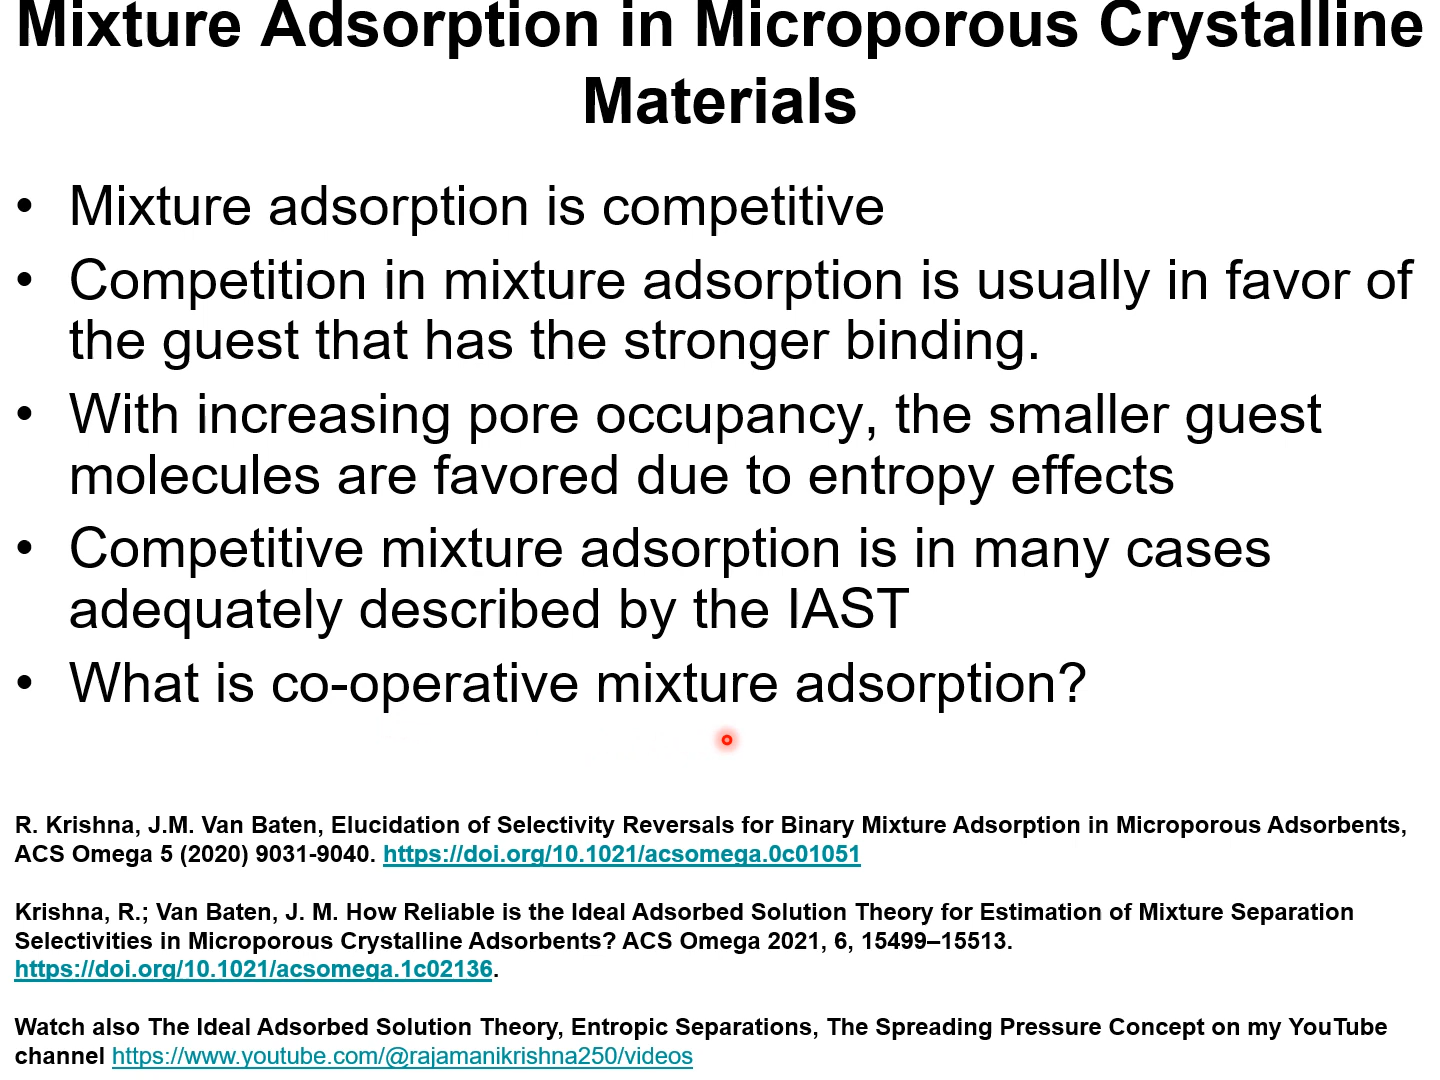 Mixture Adsorption in Microporous Crystalline
Materials
• Mixture adsorption is competitive
• Competition in mixture adsorption is usually in favor of
the guest that has the stronger binding.
• With increasing pore occupancy, the smaller guest
molecules are favored due to entropy effects
• Competitive mixture adsorption is in many cases
adequately described by the IAST
• What is co-operative mixture adsorption?
R. Krishna, J.M. Van Baten, Elucidation of Selectivity Reversals for Binary Mixture Adsorption in Microporous Adsorbents,
ACS Omega 5 (2020) 9031-9040. https://doi.org/10.1021/acsomega.0c01051
Krishna, R.; Van Baten, J. M. How Reliable is the Ideal Adsorbed Solution Theory for Estimation of Mixture Separation
Selectivities in Microporous Crystalline Adsorbents? ACS Omega 2021, 6, 15499–15513.
https://doi.org/10.1021/acsomega.1c02136.
Watch also The Ideal Adsorbed Solution Theory, Entropic Separations, The Spreading Pressure Concept on my YouTube
channel https://www.youtube.com/@rajamanikrishna250/videos